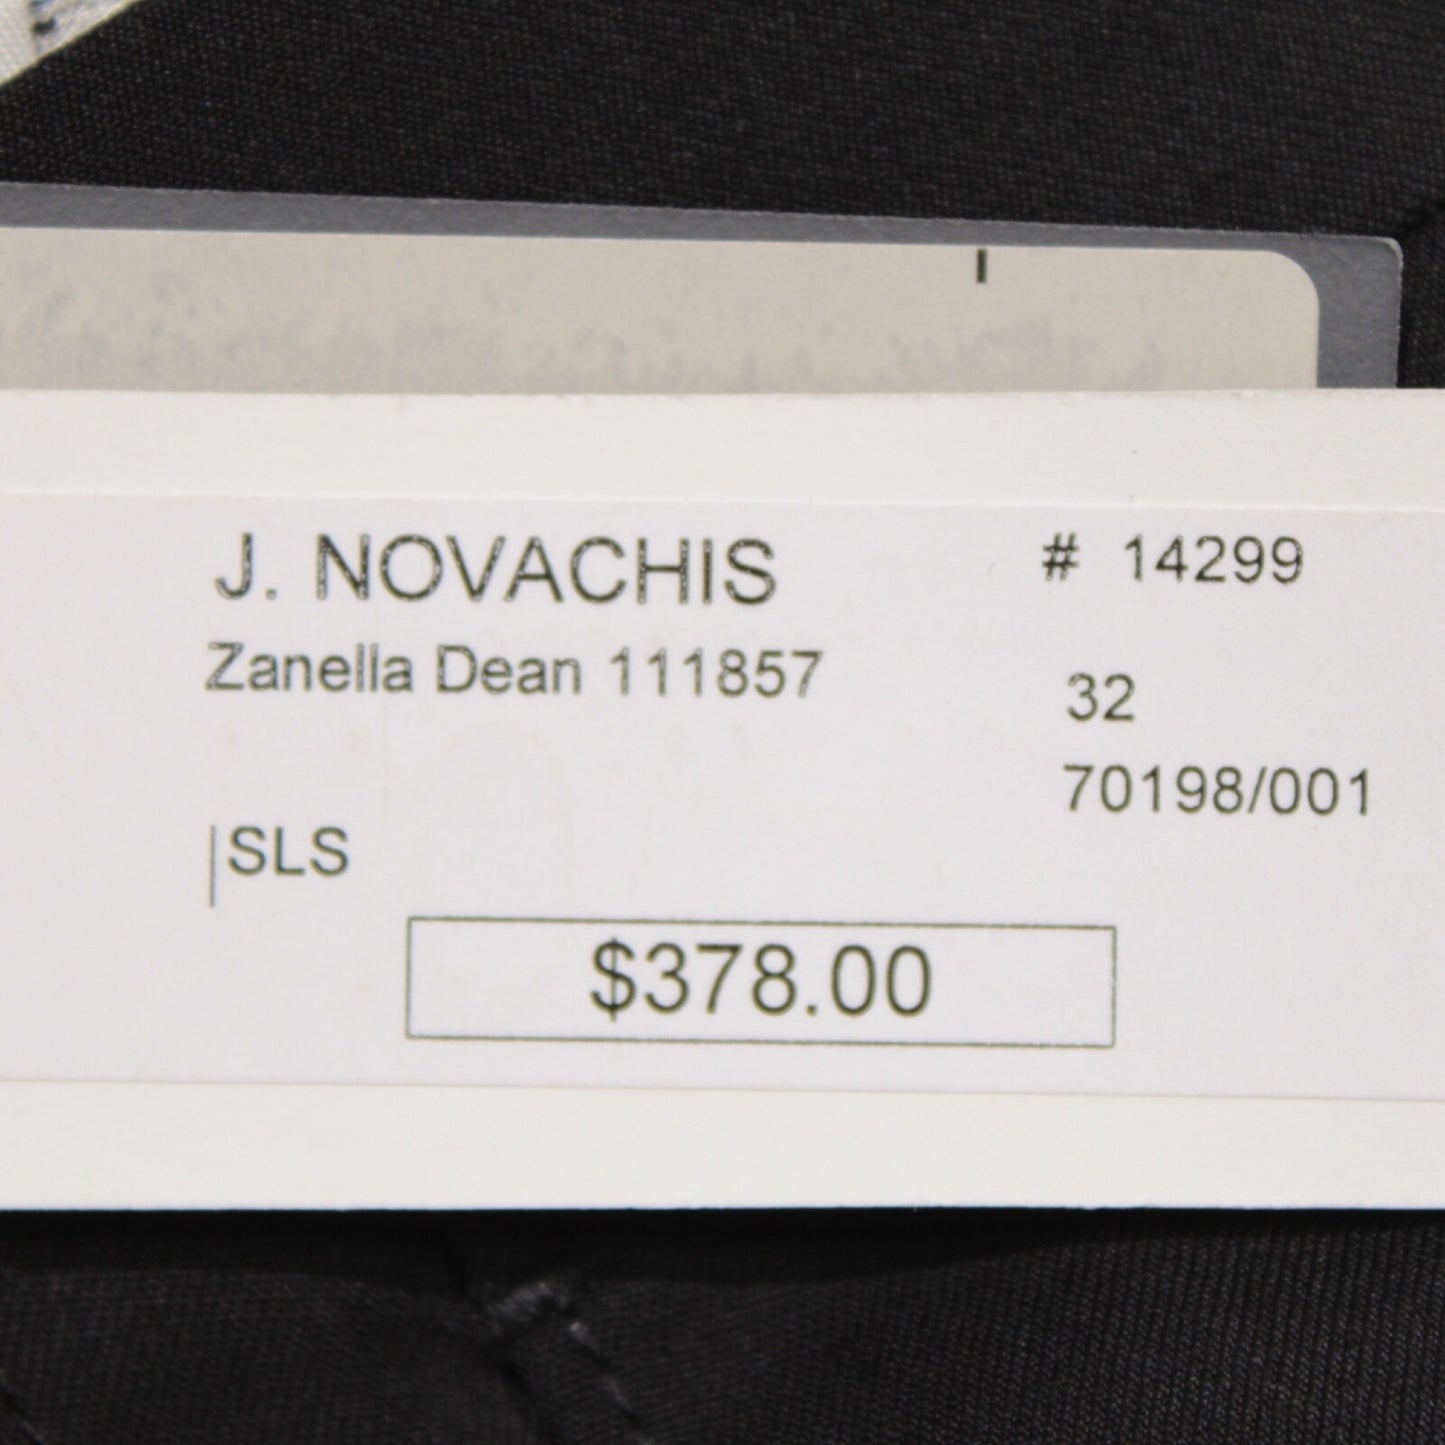 J. NOVACHIS # 14299
Zanella Dean 111857 32
70198/001
SLS
$378.00